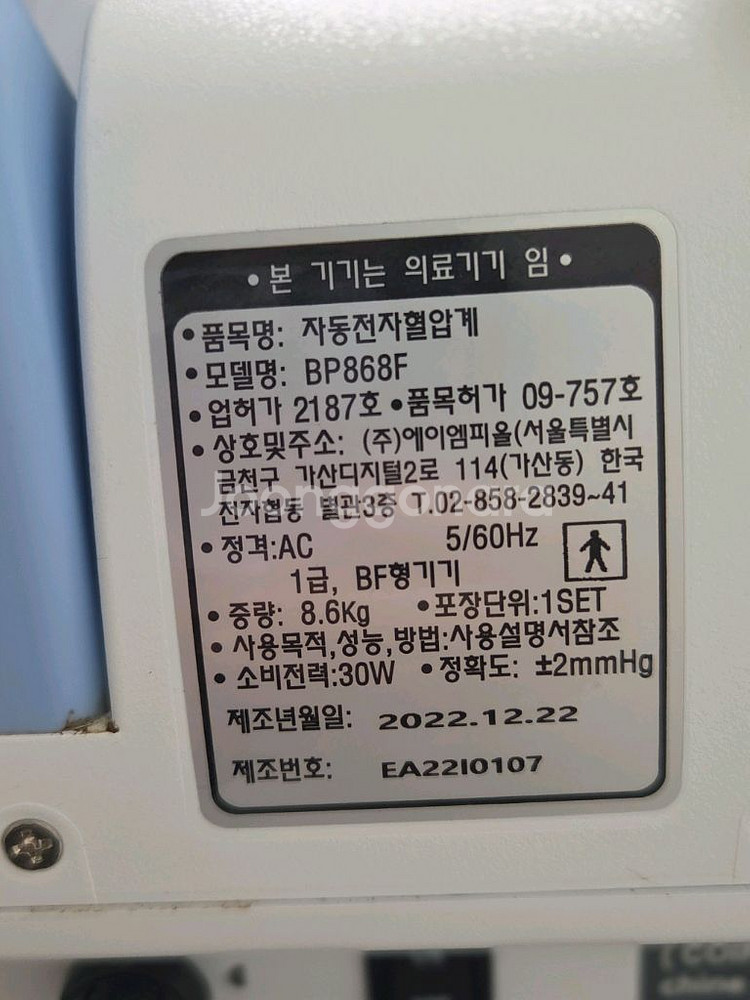 • 본 기기는 의료기기 임 •
• 품목명: 자동전자혈압계
• 모델명: BP868F
• 업허가 2187호 • 품목허가 09-757호
• 상호및주소: (주)에이엠피올(서울특별시
금천구 가산디지털2로 114(가산동) 한국
전자협동 별관3층 T.02-858-2839~41
• 정격:AC 5/60Hz
1급, BF형기기
• 중량: 8.6Kg • 포장단위:1SET
• 사용목적,성능,방법:사용설명서참조
• 소비전력:30W • 정확도: ±2mmHg
제조년월일: 2022.12.22
제조번호: EA22I0107
Joonggonara
4